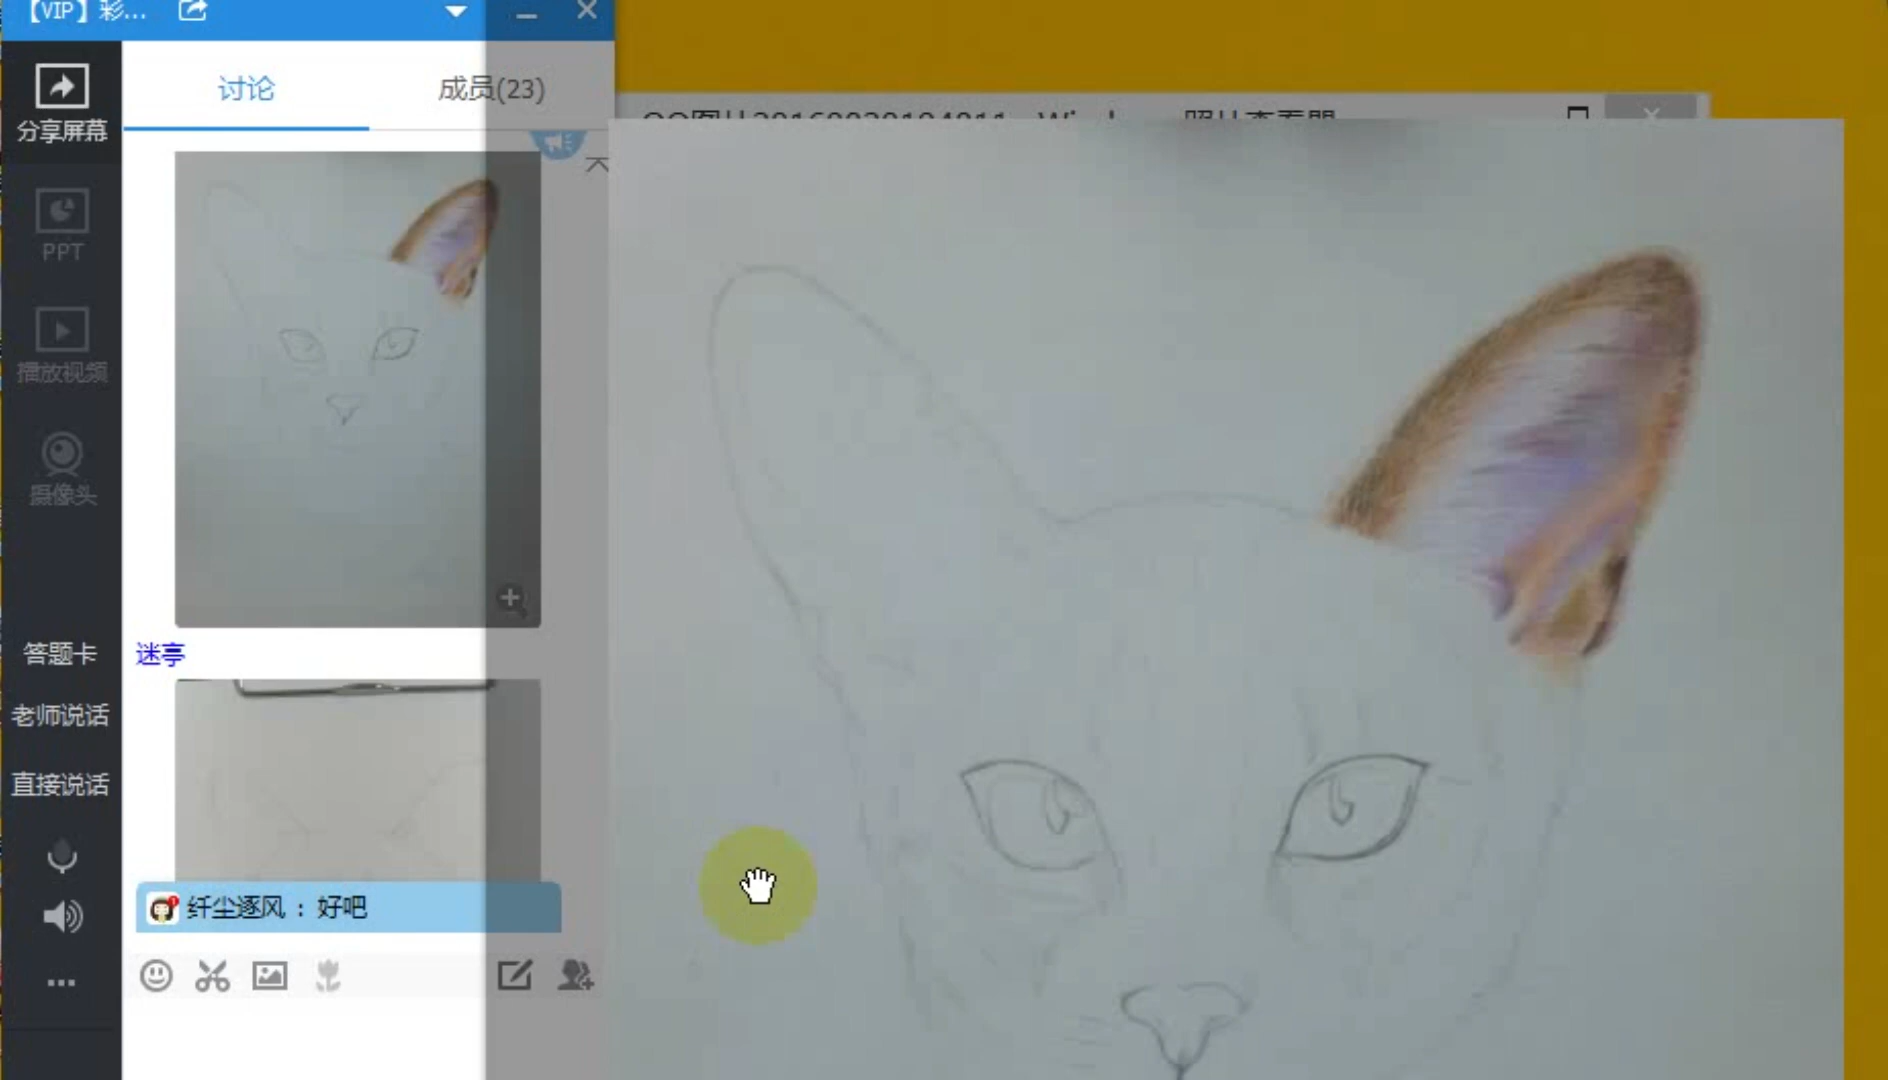 【VIP】彩...
讨论
成员(23)
分享屏幕
PPT
播放视频
摄像头
答题卡
老师说话
直接说话
迷亭
纤尘逐风 : 好吧